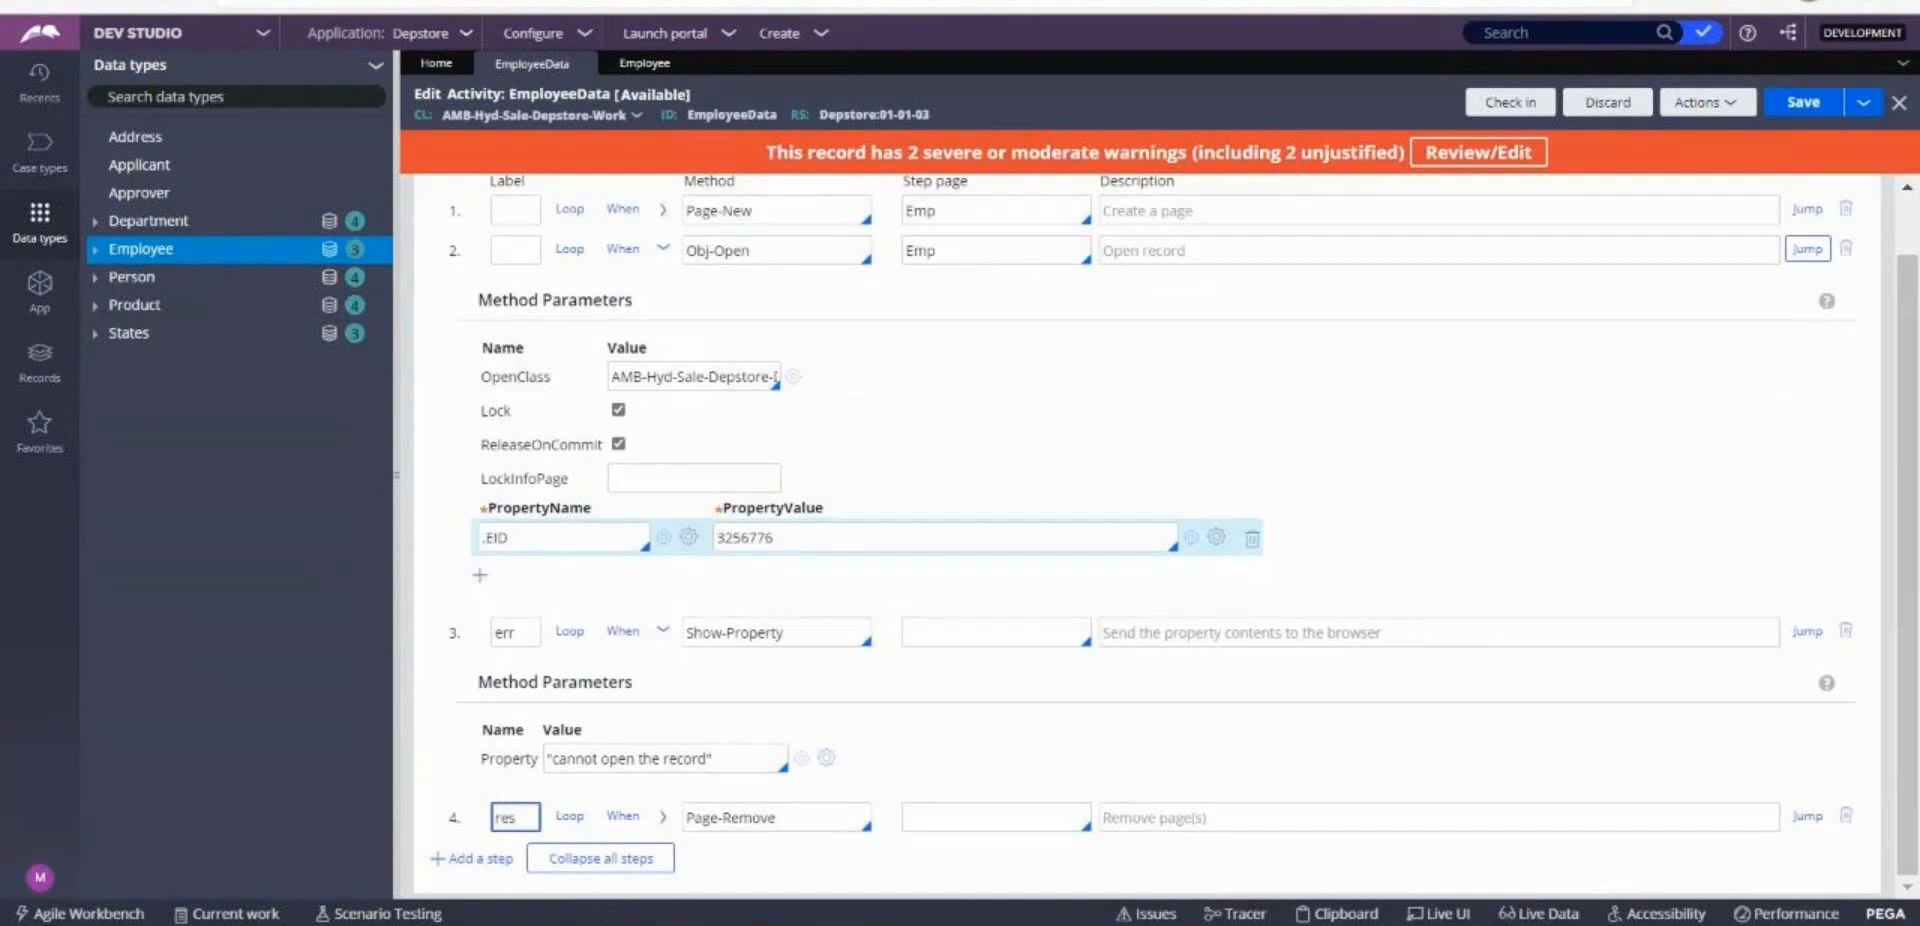 DEV STUDIO
Application: Depstore
Configure
Launch portal
Create
Search
DEVELOPMENT
Recents
Case types
Data types
App
Records
Favorites
M
Data types
Search data types
Address
Applicant
Approver
Department 4
Employee 3
Person 4
Product 4
States 3
Home
EmployeeData
Employee
Edit Activity: EmployeeData [Available]
CL: AMB-Hyd-Sale-Depstore-Work ID: EmployeeData RS: Depstore:01-01-03
Check in
Discard
Actions
Save
This record has 2 severe or moderate warnings (including 2 unjustified) Review/Edit
Label Method Step page Description
1. Loop When Page-New Emp Create a page Jump
2. Loop When Obj-Open Emp Open record Jump
Method Parameters
Name Value
OpenClass AMB-Hyd-Sale-Depstore-
Lock
ReleaseOnCommit
LockInfoPage
*PropertyName *PropertyValue
.EID 3256776
3. err Loop When Show-Property Send the property contents to the browser Jump
Method Parameters
Name Value
Property "cannot open the record"
4. res Loop When Page-Remove Remove page(s) Jump
+ Add a step Collapse all steps
Agile Workbench Current work Scenario Testing Issues Tracer Clipboard Live UI Live Data Accessibility Performance PEGA